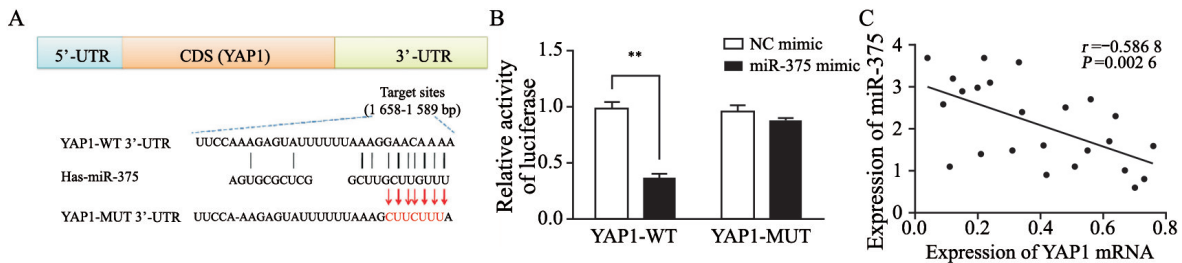 A
5’-UTR
CDS (YAP1)
3’-UTR
Target sites
(1 658-1 589 bp)
YAP1-WT 3’-UTR
UUCCAAAGAGUAUUUUUUAAAGGAACAAAA
Has-miR-375
AGUGCGCUCG
GCUUGCUUGUUU
YAP1-MUT 3’-UTR
UUCCA-AAGAGUAUUUUUUAAAGCUUCUUUA
B
Relative activity
of luciferase
1.5
1.0
0.5
0.0
**
NC mimic
miR-375 mimic
YAP1-WT
YAP1-MUT
C
Expression of miR-375
4
3
2
1
0
r=−0.586 8
P=0.002 6
0
0.2
0.4
0.6
0.8
Expression of YAP1 mRNA